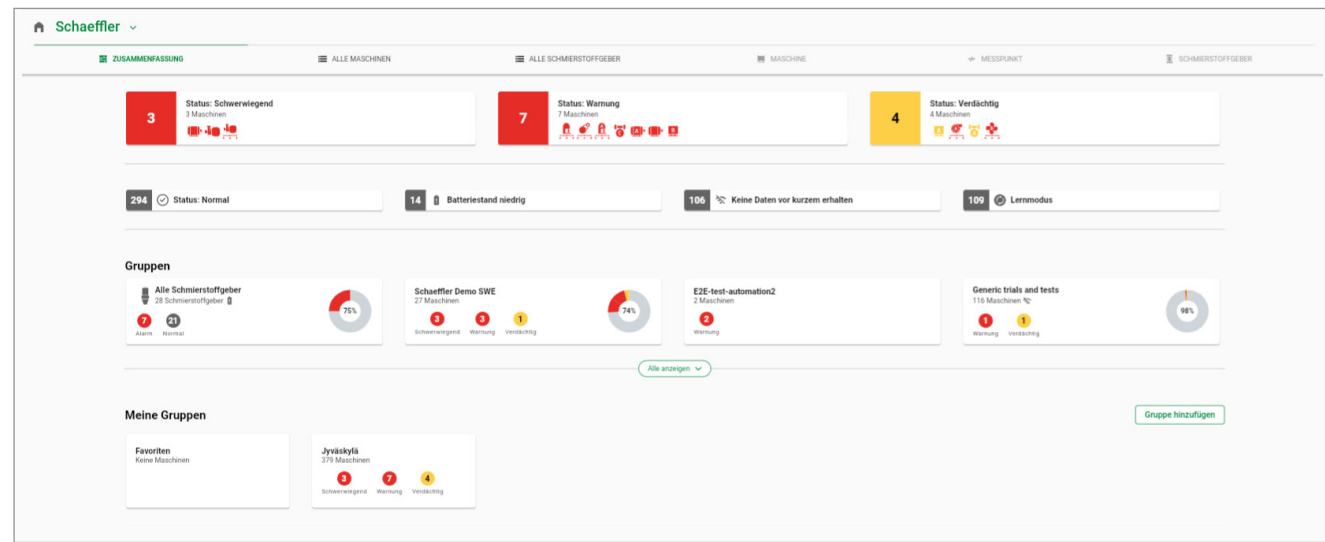 Schaeffler
ZUSAMMENFASSUNG
ALLE MASCHINEN
ALLE SCHMIERSTOFFGEBER
MASCHINE
MESSPUNKT
SCHMIERSTOFFGEBER
3
Status: Schwerwiegend
3 Maschinen
7
Status: Warnung
7 Maschinen
4
Status: Verdächtig
4 Maschinen
294 Status: Normal
14 Batteriestand niedrig
106 Keine Daten vor kurzem erhalten
109 Lernmodus
Gruppen
Alle Schmierstoffgeber
28 Schmierstoffgeber
7 21
Alarm Normal
75%
Schaeffler Demo SWE
27 Maschinen
3 3 1
Schwerwiegend Warnung Verdächtig
74%
E2E-test-automation2
2 Maschinen
2
Warnung
Generic trials and tests
116 Maschinen
1 1
Warnung Verdächtig
98%
Alle anzeigen
Meine Gruppen
Gruppe hinzufügen
Favoriten
Keine Maschinen
Jyväskylä
379 Maschinen
3 7 4
Schwerwiegend Warnung Verdächtig